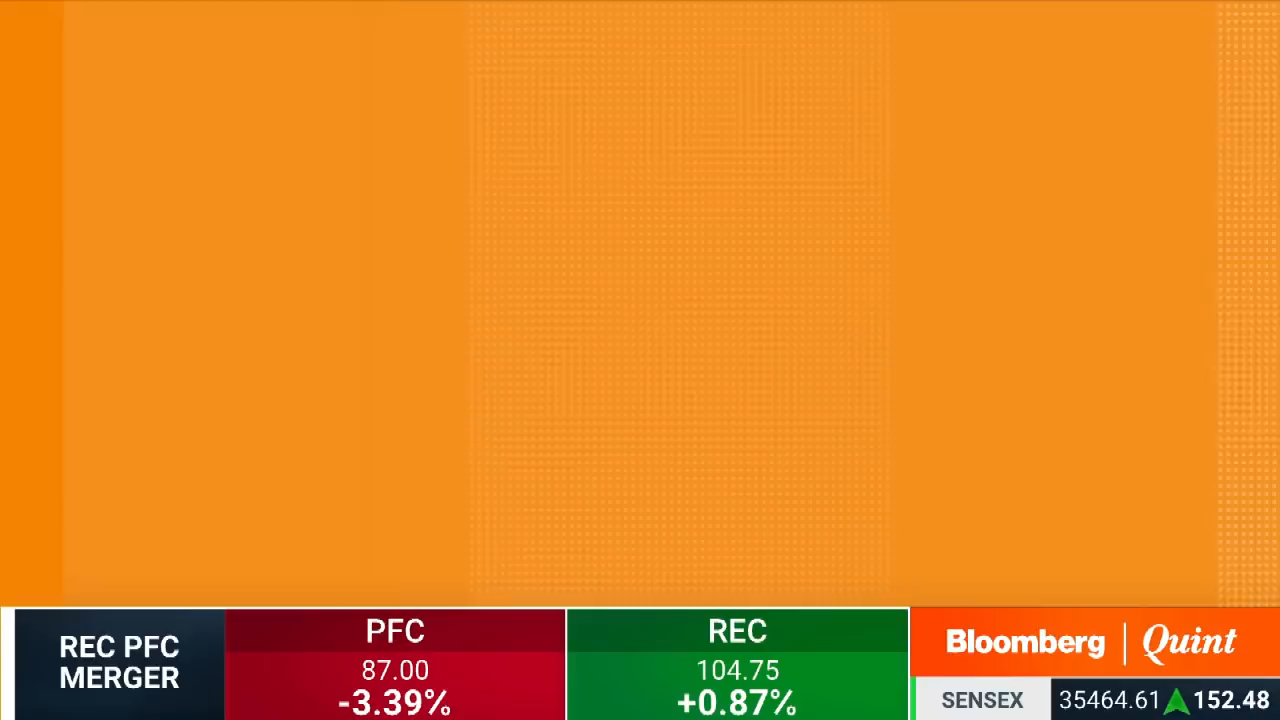 REC PFC
MERGER
PFC
87.00
-3.39%
REC
104.75
+0.87%
Bloomberg | Quint
SENSEX 35464.61 ▲ 152.48